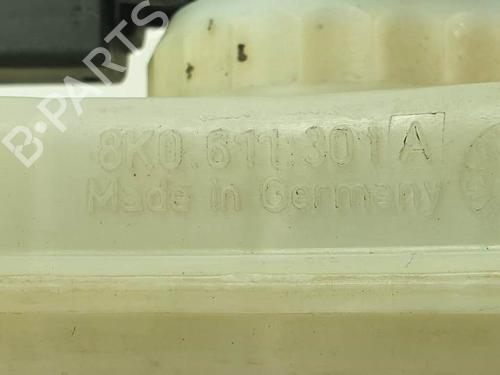 B-PARTS
8K0.611.301 A
Made in Germany